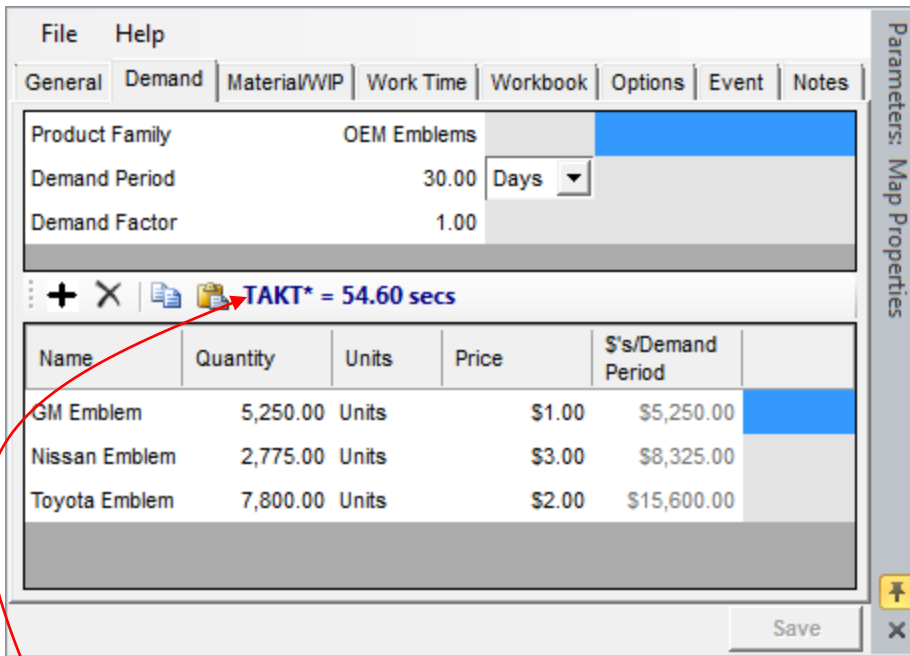 File Help
General Demand Material/WIP Work Time Workbook Options Event Notes
Product Family OEM Emblems
Demand Period 30.00 Days
Demand Factor 1.00
TAKT* = 54.60 secs
Name Quantity Units Price $'s/Demand Period
GM Emblem 5,250.00 Units $1.00 $5,250.00
Nissan Emblem 2,775.00 Units $3.00 $8,325.00
Toyota Emblem 7,800.00 Units $2.00 $15,600.00
Save
Parameters: Map Properties